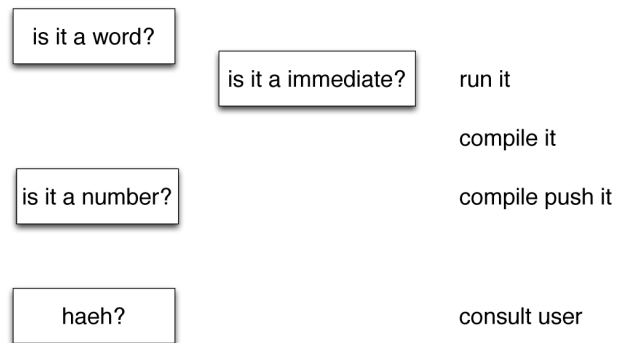 is it a word?
is it a immediate?
run it
compile it
is it a number?
compile push it
haeh?
consult user